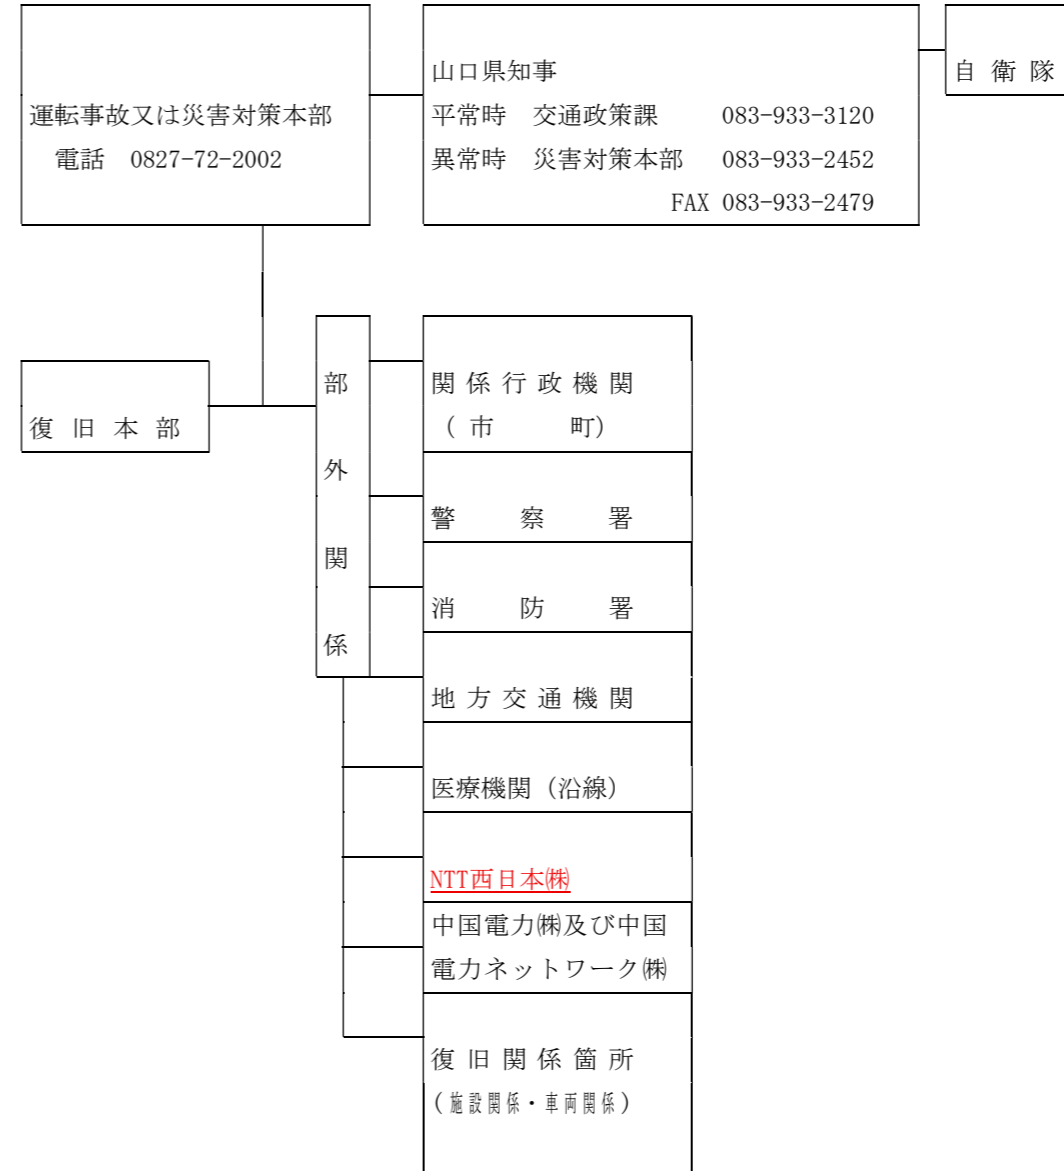 運転事故又は災害対策本部
電話 0827-72-2002
山口県知事
平常時 交通政策課 083-933-3120
異常時 災害対策本部 083-933-2452
FAX 083-933-2479
自衛隊
復旧本部
部外関係
関係行政機関
(市 町)
警察署
消防署
地方交通機関
医療機関(沿線)
NTT西日本㈱
中国電力㈱及び中国
電力ネットワーク㈱
復旧関係箇所
(施設関係・車両関係)